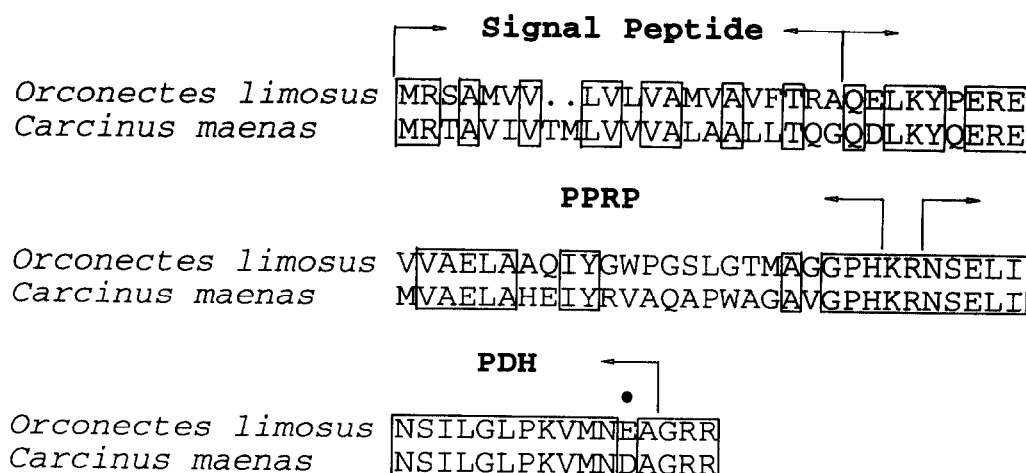 Signal Peptide
Orconectes limosus MRSAMVV..LVLVAMVAVFTRAQELKYPERE
Carcinus maenas MRTAVIVTMLVVVALAALLTQGQDLKYQERE
PPRP
Orconectes limosus VVAELAAQIYGWPGSLGTMAGGPHKRNSELI
Carcinus maenas MVAELAHEIYRVAQAPWAGAVGPHKRNSELI
PDH
Orconectes limosus NSILGLPKVMNEAGRR
Carcinus maenas NSILGLPKVMNDAGRR